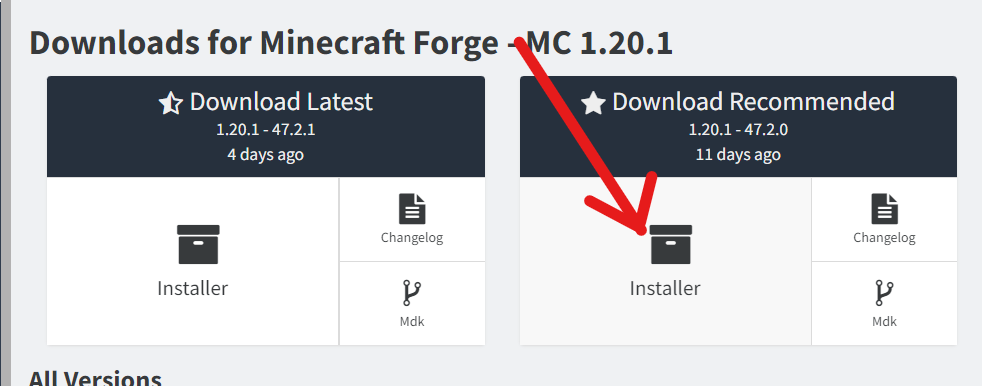 Downloads for Minecraft Forge - MC 1.20.1
Download Latest
1.20.1 - 47.2.1
4 days ago
Installer
Changelog
Mdk
Download Recommended
1.20.1 - 47.2.0
11 days ago
Installer
Changelog
Mdk
All Versions